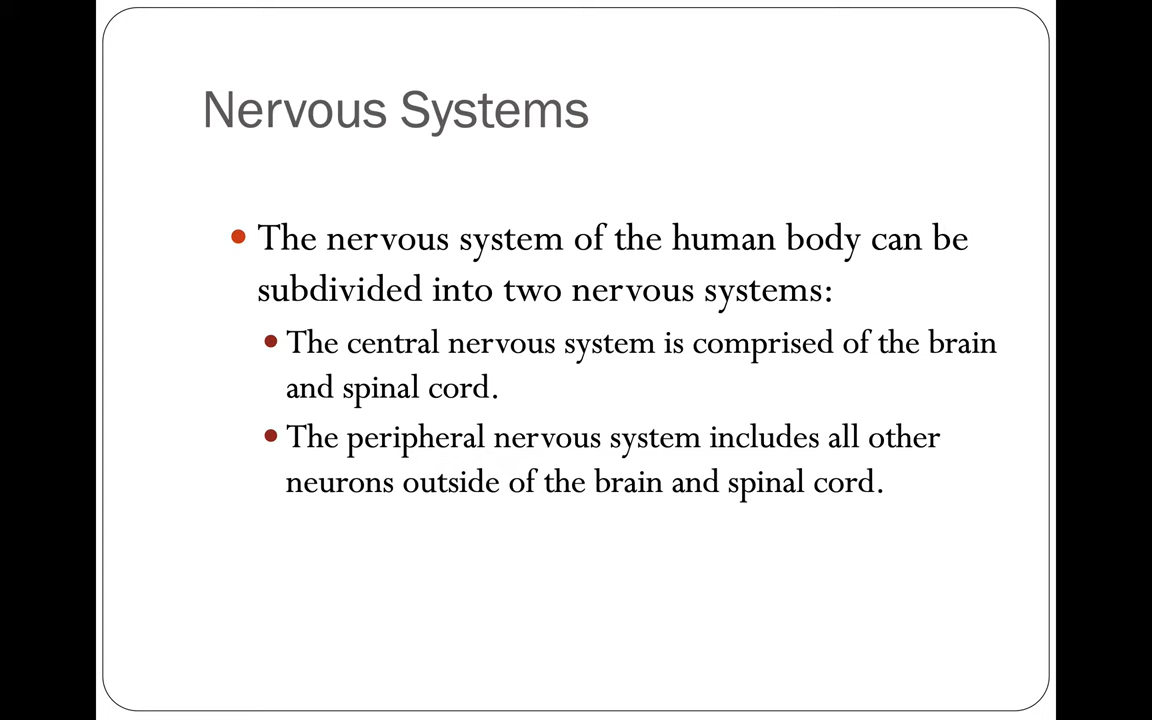 Nervous Systems
The nervous system of the human body can be
subdivided into two nervous systems:
The central nervous system is comprised of the brain
and spinal cord.
The peripheral nervous system includes all other
neurons outside of the brain and spinal cord.